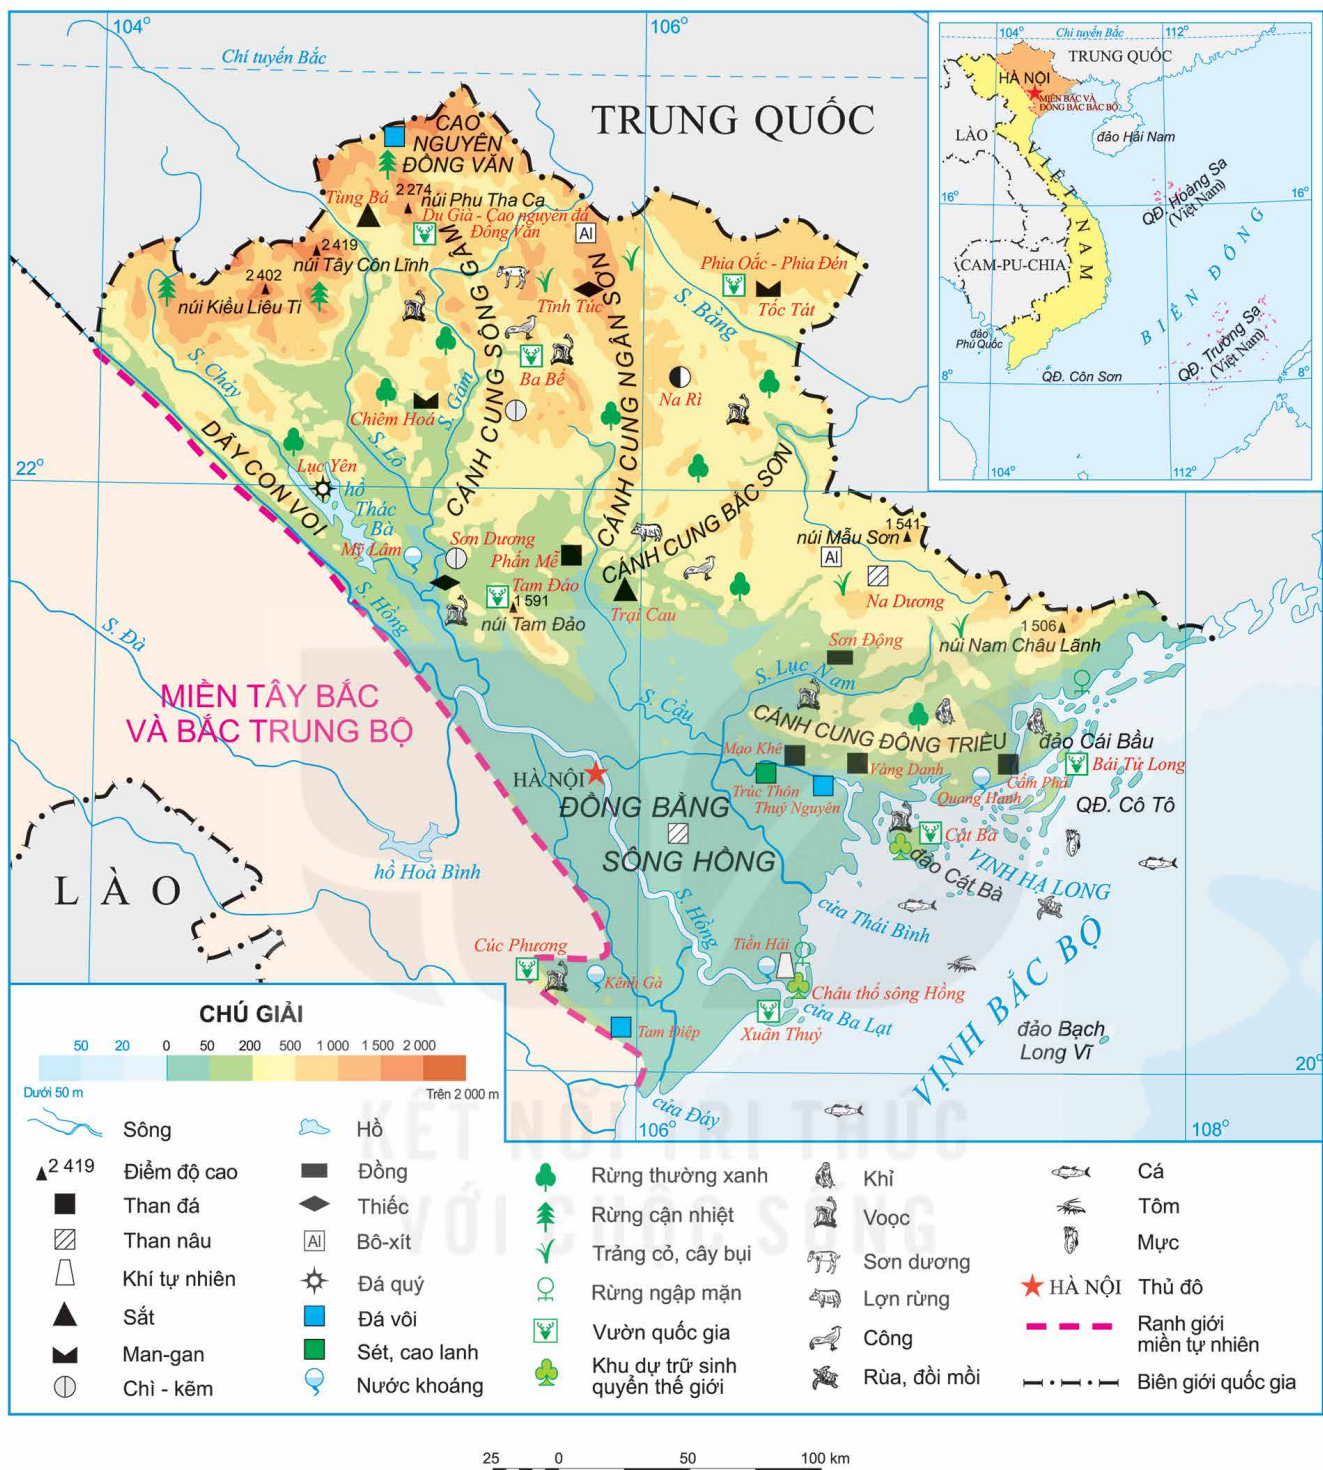 104°
106°
Chí tuyến Bắc
TRUNG QUỐC
CAO
NGUYÊN
ĐỒNG VĂN
Tùng Bá
2 274
núi Phu Tha Ca
Du Già - Cao nguyên đá
Đồng Văn
Al
2 419
núi Tây Côn Lĩnh
2 402
núi Kiều Liêu Ti
CÁNH CUNG SÔNG GÂM
CÁNH CUNG NGÂN SƠN
Tĩnh Túc
Phia Oắc - Phia Đén
Tốc Tát
S. Bằng
S. Chảy
S. Gâm
S. Lô
Ba Bể
Na Rì
Chiêm Hoá
DÃY CON VOI
22°
Lục Yên
hồ
Thác
Bà
Mỹ Lâm
Sơn Dương
Phấn Mễ
Tam Đảo
1 591
núi Tam Đảo
CÁNH CUNG BẮC SƠN
Trại Cau
1 541
núi Mẫu Sơn
Al
Na Dương
Sơn Động
1 506
núi Nam Châu Lãnh
S. Hồng
S. Đà
S. Lục Nam
S. Cầu
MIỀN TÂY BẮC
VÀ BẮC TRUNG BỘ
CÁNH CUNG ĐÔNG TRIỀU
Mạo Khê
Vàng Danh
đảo Cái Bầu
Bái Tử Long
Cẩm Phả
Quang Hanh
Trúc Thôn
Thuỷ Nguyên
HÀ NỘI
ĐỒNG BẰNG
SÔNG HỒNG
QĐ. Cô Tô
Cát Bà
đảo Cát Bà
VỊNH HẠ LONG
hồ Hoà Bình
LÀO
S. Hồng
cửa Thái Bình
VỊNH BẮC BỘ
Cúc Phương
Kênh Gà
Tiền Hải
Châu thổ sông Hồng
cửa Ba Lạt
Xuân Thuỷ
Tam Điệp
đảo Bạch
Long Vĩ
cửa Đáy
20°
106°
108°
104°
112°
Chí tuyến Bắc
TRUNG QUỐC
HÀ NỘI
MIỀN BẮC VÀ
ĐÔNG BẮC BẮC BỘ
LÀO
đảo Hải Nam
VIỆT NAM
16°
16°
QĐ. Hoàng Sa
(Việt Nam)
BIỂN ĐÔNG
CAM-PU-CHIA
đảo
Phú Quốc
QĐ. Trường Sa
(Việt Nam)
8°
8°
QĐ. Côn Sơn
104°
112°
CHÚ GIẢI
50 20 0 50 200 500 1 000 1 500 2 000
Dưới 50 m
Trên 2 000 m
Sông
Hồ
2 419 Điểm độ cao
Đồng
Than đá
Thiếc
Than nâu
Al Bô-xít
Khí tự nhiên
Đá quý
Sắt
Đá vôi
Man-gan
Sét, cao lanh
Chì - kẽm
Nước khoáng
Rừng thường xanh
Rừng cận nhiệt
Trảng cỏ, cây bụi
Rừng ngập mặn
Vườn quốc gia
Khu dự trữ sinh
quyển thế giới
Khỉ
Voọc
Sơn dương
Lợn rừng
Công
Rùa, đồi mồi
Cá
Tôm
Mực
HÀ NỘI Thủ đô
Ranh giới
miền tự nhiên
Biên giới quốc gia
KẾT NỐI TRI THỨC
VỚI CUỘC SỐNG
25 0 50 100 km